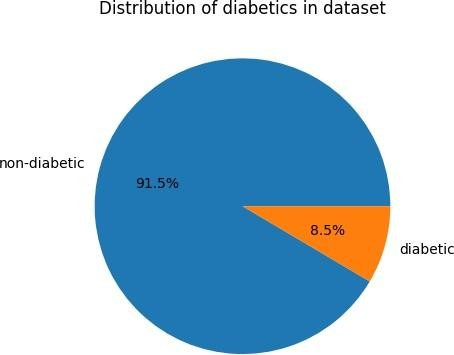 Distribution of diabetics in dataset
non-diabetic
91.5%
8.5%
diabetic